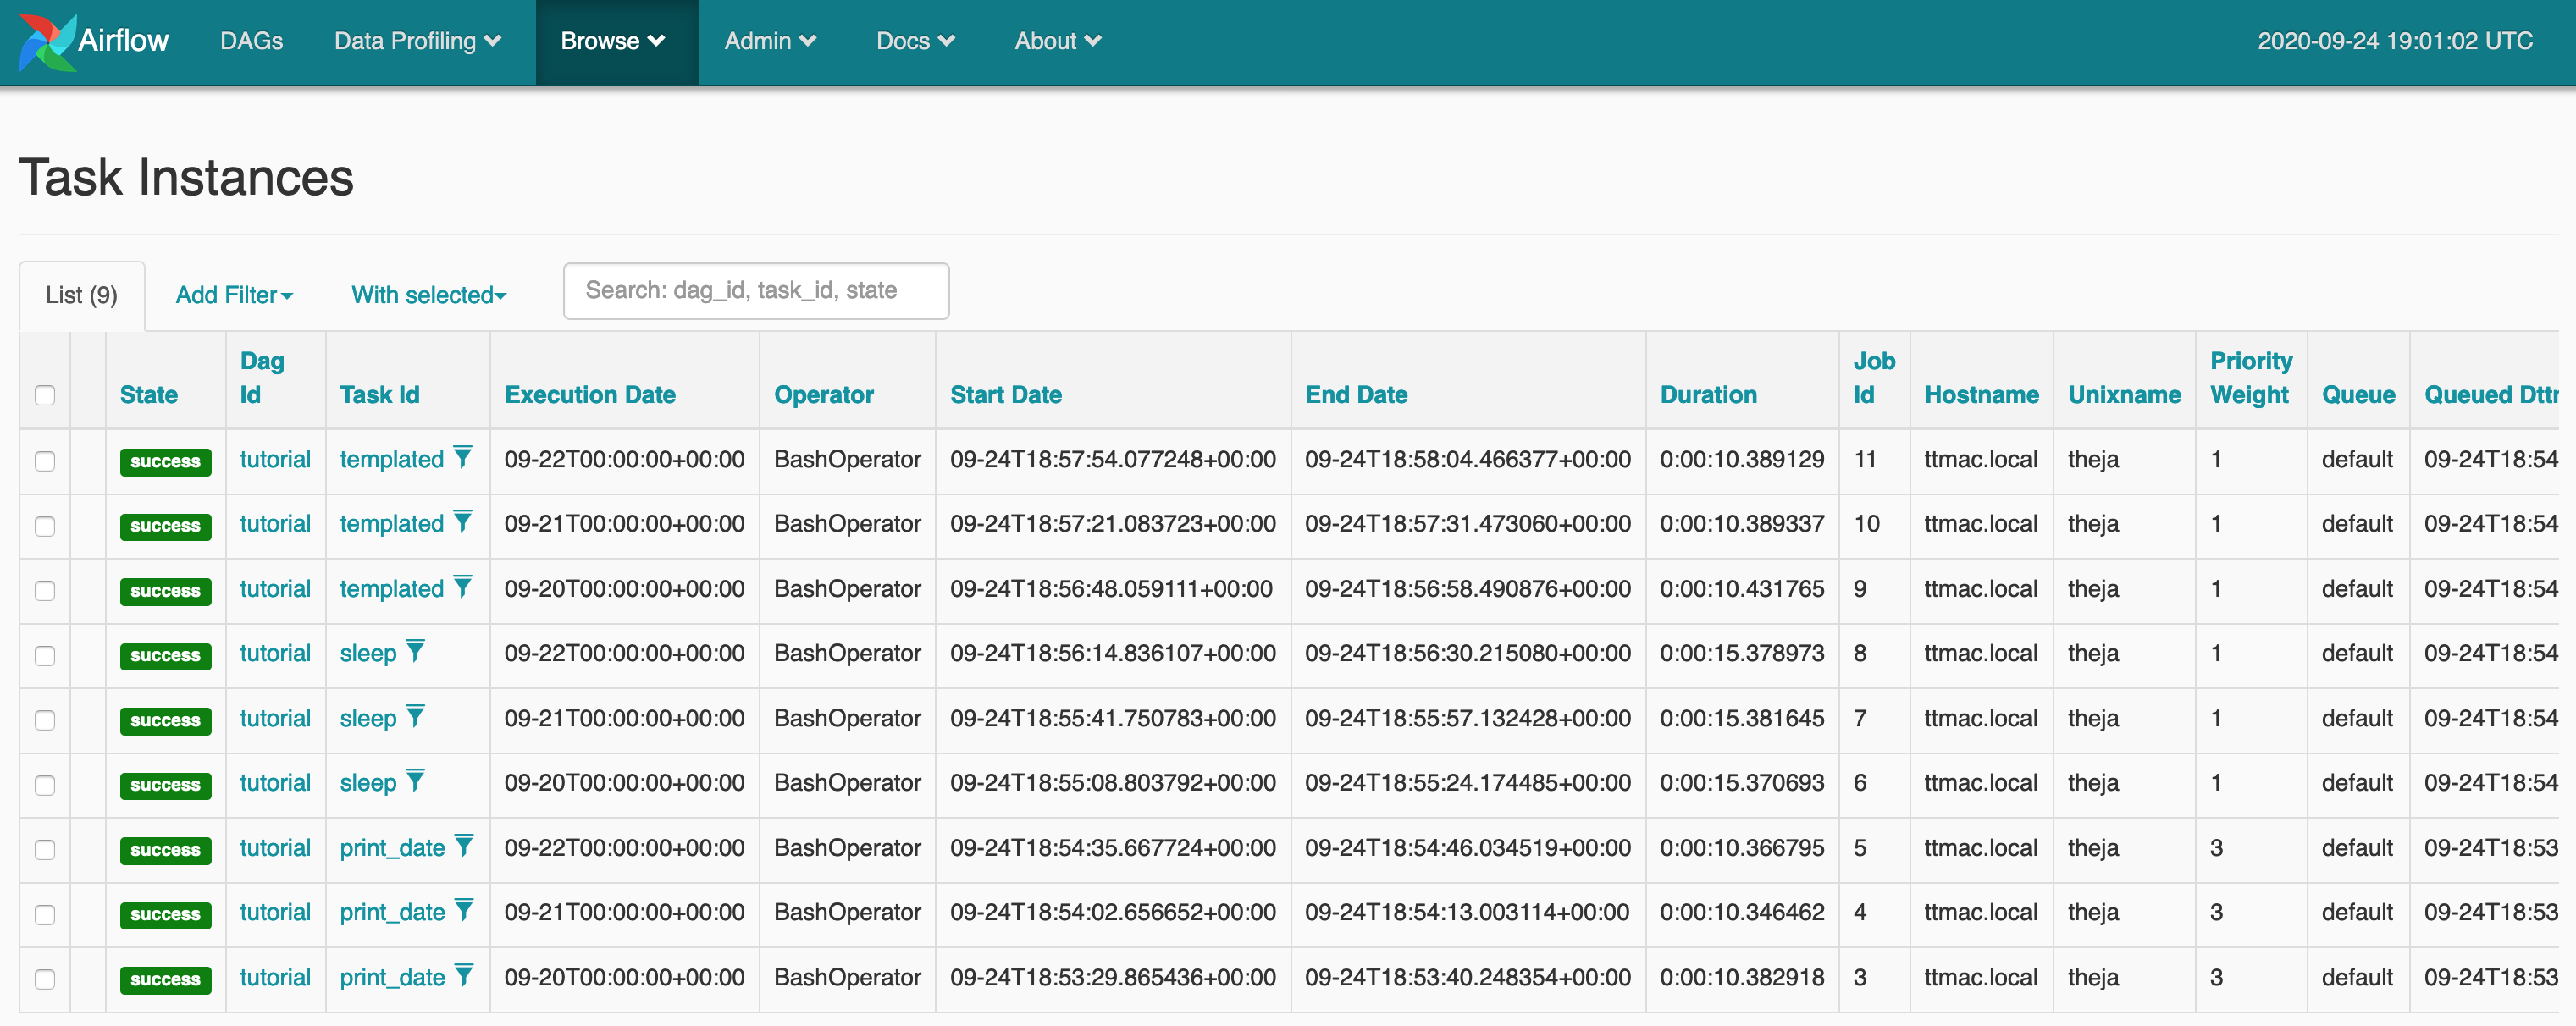 Airflow DAGs Data Profiling Browse Admin Docs About 2020-09-24 19:01:02 UTC
Task Instances
List (9) Add Filter With selected Search: dag_id, task_id, state
State Dag Id Task Id Execution Date Operator Start Date End Date Duration Job Id Hostname Unixname Priority Weight Queue Queued Dttm
success tutorial templated 09-22T00:00:00+00:00 BashOperator 09-24T18:57:54.077248+00:00 09-24T18:58:04.466377+00:00 0:00:10.389129 11 ttmac.local theja 1 default 09-24T18:54
success tutorial templated 09-21T00:00:00+00:00 BashOperator 09-24T18:57:21.083723+00:00 09-24T18:57:31.473060+00:00 0:00:10.389337 10 ttmac.local theja 1 default 09-24T18:54
success tutorial templated 09-20T00:00:00+00:00 BashOperator 09-24T18:56:48.059111+00:00 09-24T18:56:58.490876+00:00 0:00:10.431765 9 ttmac.local theja 1 default 09-24T18:54
success tutorial sleep 09-22T00:00:00+00:00 BashOperator 09-24T18:56:14.836107+00:00 09-24T18:56:30.215080+00:00 0:00:15.378973 8 ttmac.local theja 1 default 09-24T18:54
success tutorial sleep 09-21T00:00:00+00:00 BashOperator 09-24T18:55:41.750783+00:00 09-24T18:55:57.132428+00:00 0:00:15.381645 7 ttmac.local theja 1 default 09-24T18:54
success tutorial sleep 09-20T00:00:00+00:00 BashOperator 09-24T18:55:08.803792+00:00 09-24T18:55:24.174485+00:00 0:00:15.370693 6 ttmac.local theja 1 default 09-24T18:54
success tutorial print_date 09-22T00:00:00+00:00 BashOperator 09-24T18:54:35.667724+00:00 09-24T18:54:46.034519+00:00 0:00:10.366795 5 ttmac.local theja 3 default 09-24T18:53
success tutorial print_date 09-21T00:00:00+00:00 BashOperator 09-24T18:54:02.656652+00:00 09-24T18:54:13.003114+00:00 0:00:10.346462 4 ttmac.local theja 3 default 09-24T18:53
success tutorial print_date 09-20T00:00:00+00:00 BashOperator 09-24T18:53:29.865436+00:00 09-24T18:53:40.248354+00:00 0:00:10.382918 3 ttmac.local theja 3 default 09-24T18:53